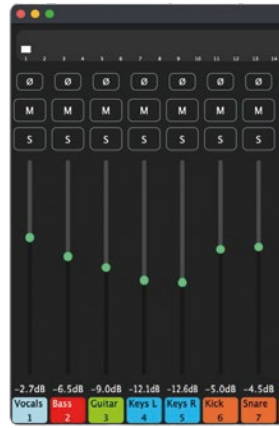 1 2 3 4 5 6 7 8 9 10 11 12 13 14
Ø Ø Ø Ø Ø Ø Ø
M M M M M M M
S S S S S S S
-2.7dB -6.5dB -9.0dB -12.1dB -12.6dB -5.0dB -4.5dB
Vocals Bass Guitar Keys L Keys R Kick Snare
1 2 3 4 5 6 7